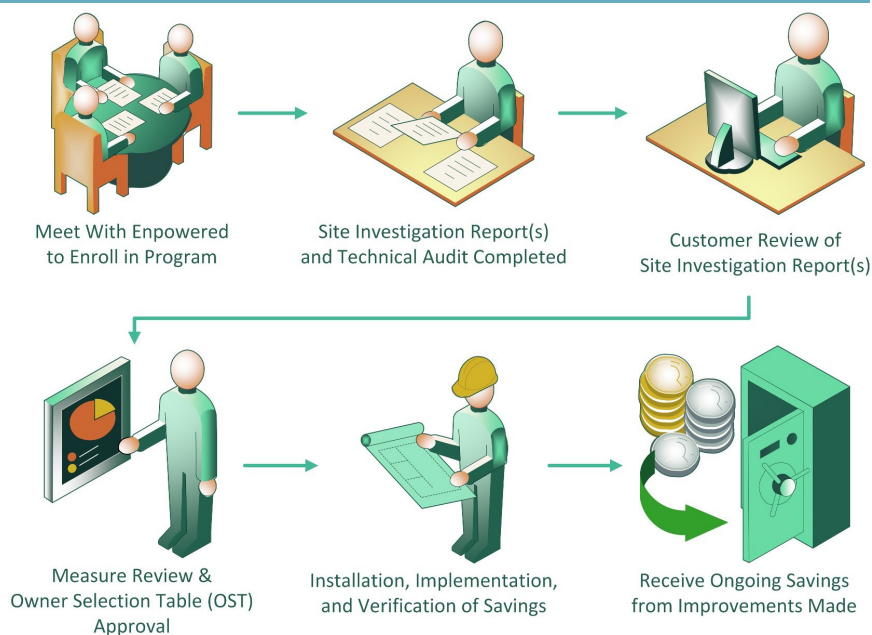 Meet With Enpowered
to Enroll in Program
Site Investigation Report(s)
and Technical Audit Completed
Customer Review of
Site Investigation Report(s)
Measure Review &
Owner Selection Table (OST)
Approval
Installation, Implementation,
and Verification of Savings
Receive Ongoing Savings
from Improvements Made